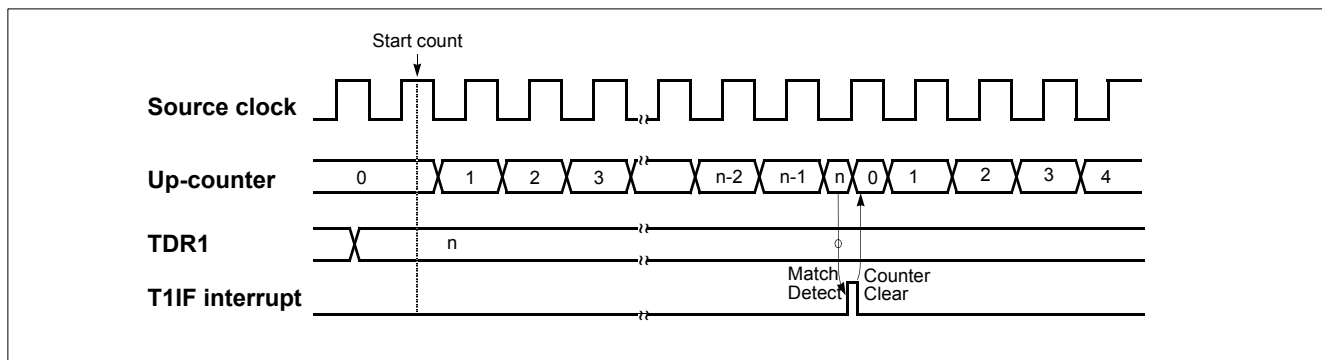 Start count
Source clock
Up-counter
0
1
2
3
n-2
n-1
n
0
1
2
3
4
TDR1
n
Match
Detect
Counter
Clear
T1IF interrupt